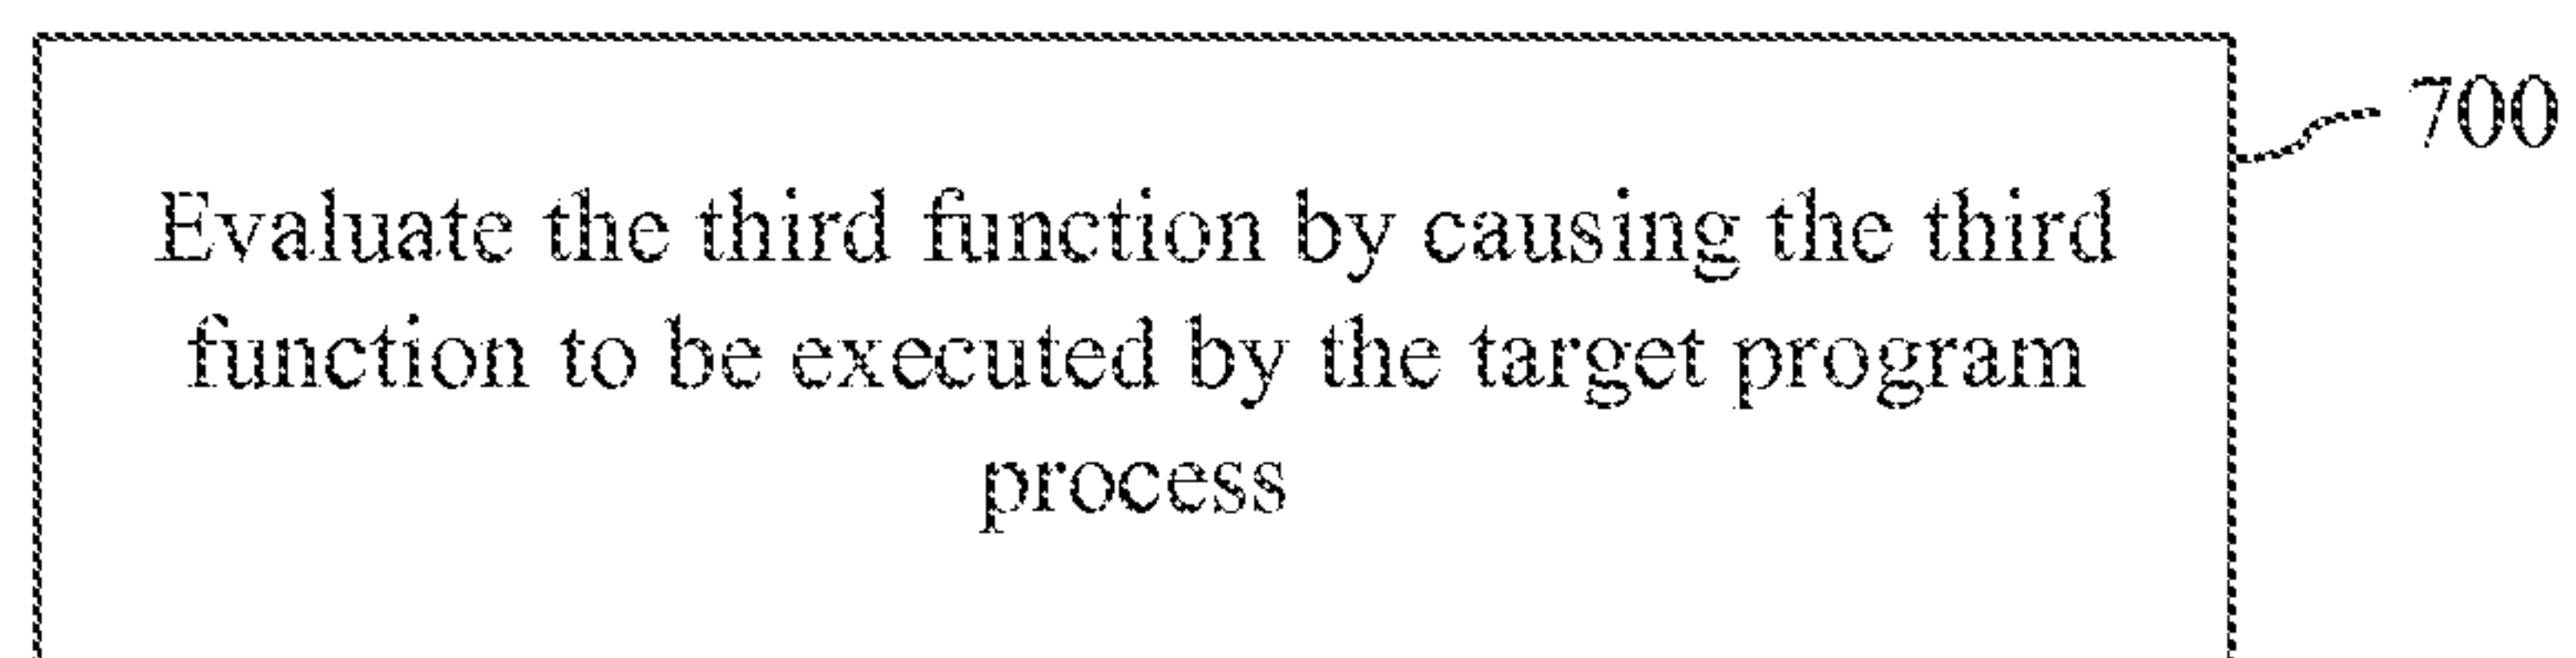 700
Evaluate the third function by causing the third
function to be executed by the target program
process